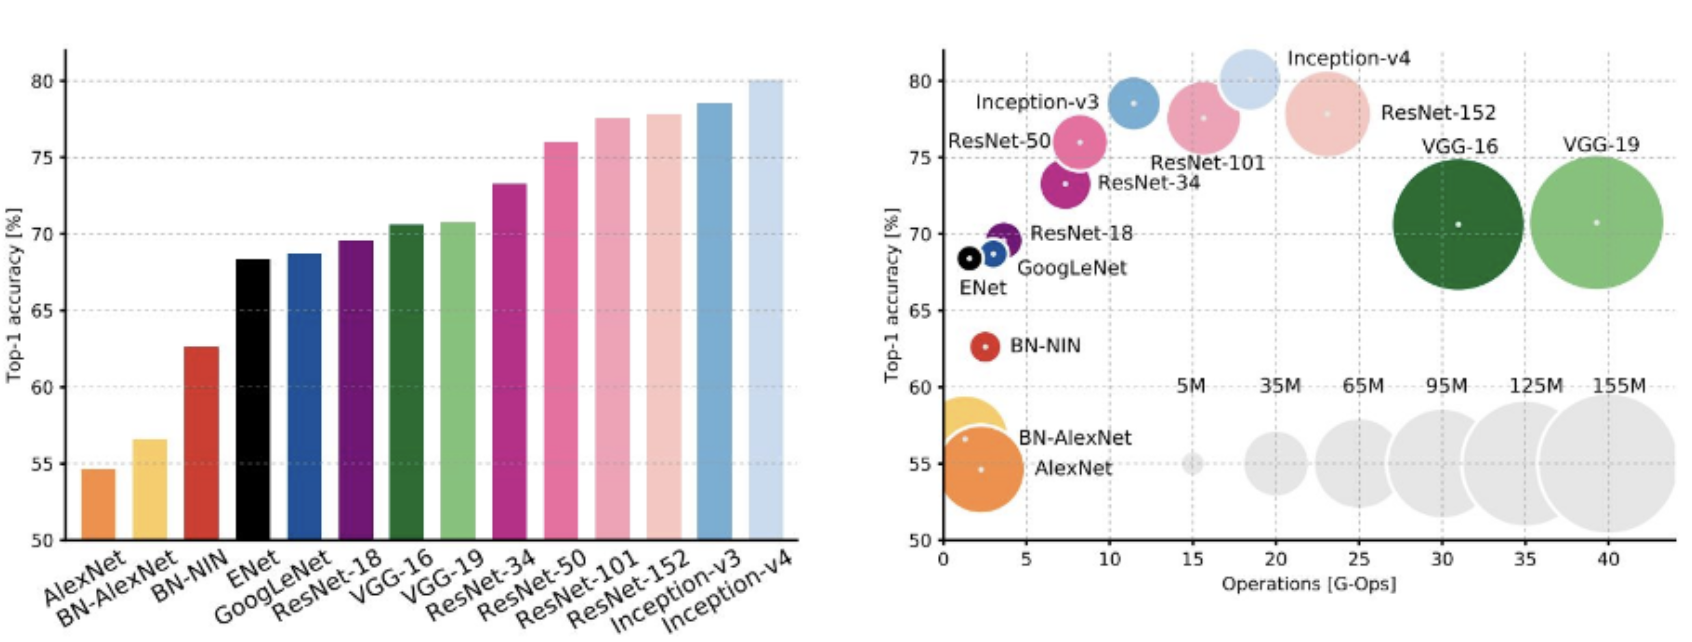 80
75
70
65
60
55
50
Top-1 accuracy [%]
AlexNet
BN-AlexNet
BN-NIN
ENet
GoogLeNet
ResNet-18
VGG-16
VGG-19
ResNet-34
ResNet-50
ResNet-101
ResNet-152
Inception-v3
Inception-v4
80
75
70
65
60
55
50
Top-1 accuracy [%]
Inception-v4
Inception-v3
ResNet-152
ResNet-50
VGG-16
VGG-19
ResNet-101
ResNet-34
ResNet-18
GoogLeNet
ENet
BN-NIN
5M 35M 65M 95M 125M 155M
BN-AlexNet
AlexNet
0 5 10 15 20 25 30 35 40
Operations [G-Ops]